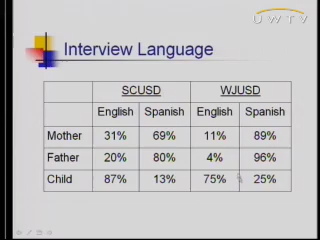 UWTV
Interview Language
SCUSD WJUSD
English Spanish English Spanish
Mother 31% 69% 11% 89%
Father 20% 80% 4% 96%
Child 87% 13% 75% 25%